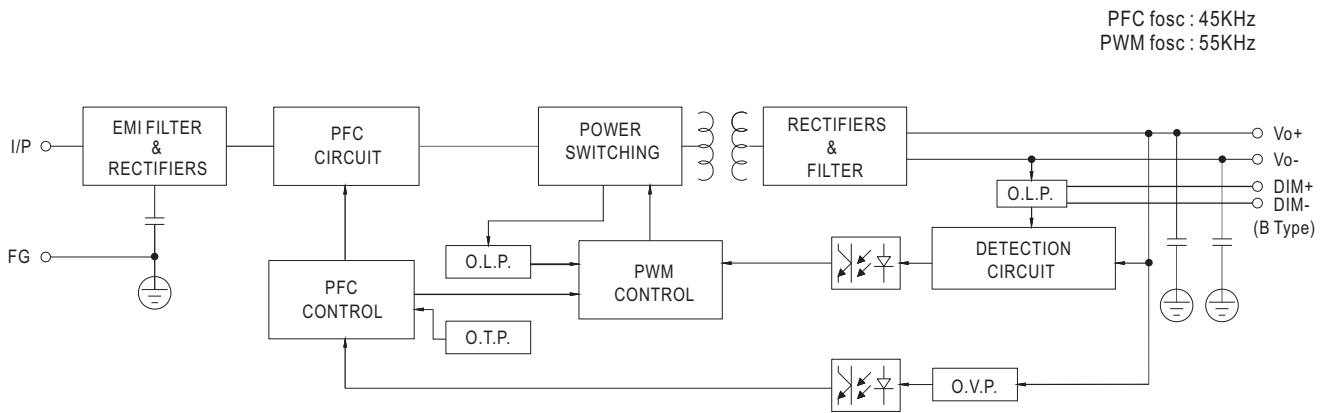 PFC fosc : 45KHz
PWM fosc : 55KHz
I/P
EMI FILTER
&
RECTIFIERS
PFC
CIRCUIT
POWER
SWITCHING
RECTIFIERS
&
FILTER
Vo+
Vo-
DIM+
DIM-
(B Type)
O.L.P.
FG
O.L.P.
PFC
CONTROL
PWM
CONTROL
DETECTION
CIRCUIT
O.T.P.
O.V.P.